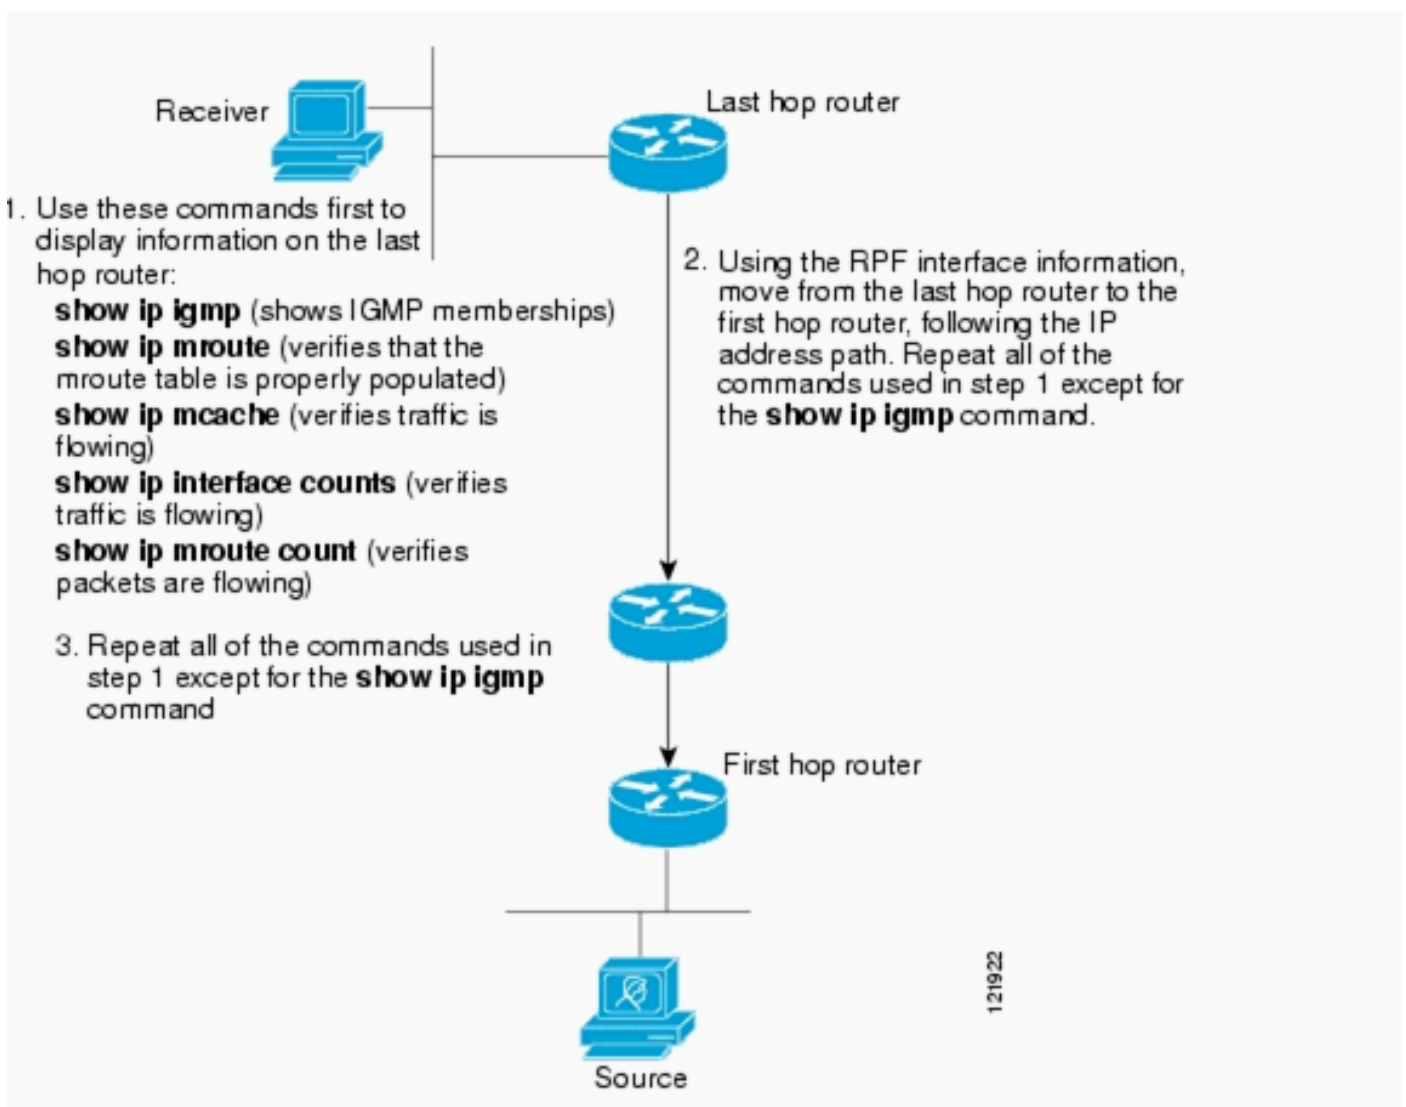 Receiver
Last hop router
1. Use these commands first to
display information on the last
hop router:
show ip igmp (shows IGMP memberships)
show ip mroute (verifies that the
mroute table is properly populated)
show ip mcache (verifies traffic is
flowing)
show ip interface counts (verifies
traffic is flowing)
show ip mroute count (verifies
packets are flowing)
2. Using the RPF interface information,
move from the last hop router to the
first hop router, following the IP
address path. Repeat all of the
commands used in step 1 except for
the show ip igmp command.
3. Repeat all of the commands used in
step 1 except for the show ip igmp
command
First hop router
Source
121922